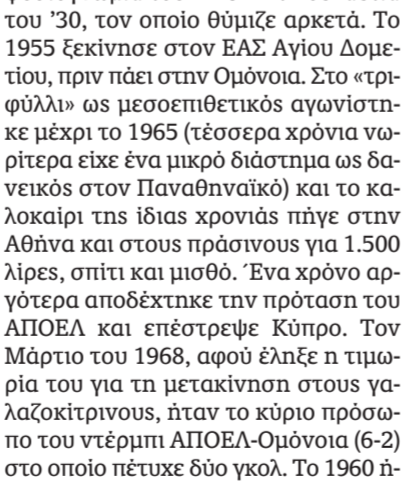 του ’30, τον οποίο θύμιζε αρκετά. Το
1955 ξεκίνησε στον ΕΑΣ Αγίου Δομε-
τίου, πριν πάει στην Ομόνοια. Στο «τρι-
φύλλι» ως μεσοεπιθετικός αγωνίστη-
κε μέχρι το 1965 (τέσσερα χρόνια νω-
ρίτερα είχε ένα μικρό διάστημα ως δα-
νεικός στον Παναθηναϊκό) και το κα-
λοκαίρι της ίδιας χρονιάς πήγε στην
Αθήνα και στους πράσινους για 1.500
λίρες, σπίτι και μισθό. Ένα χρόνο αρ-
γότερα αποδέχτηκε την πρόταση του
ΑΠΟΕΛ και επέστρεψε Κύπρο. Τον
Μάρτιο του 1968, αφού έληξε η τιμω-
ρία του για τη μετακίνηση στους γα-
λαζοκίτρινους, ήταν το κύριο πρόσω-
πο του ντέρμπι ΑΠΟΕΛ-Ομόνοια (6-2)
στο οποίο πέτυχε δύο γκολ. Το 1960 ή-